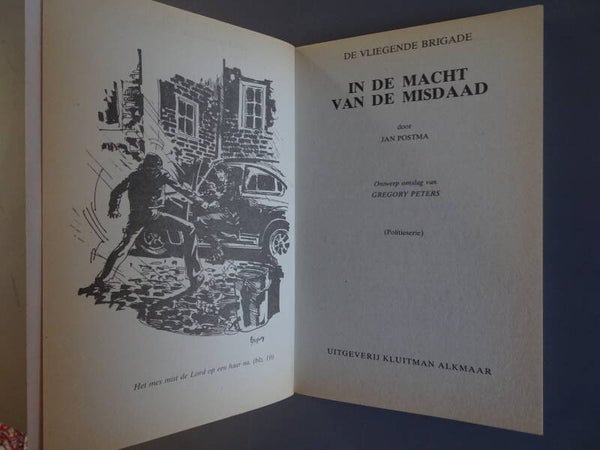 Het mes mist de Lord op een haar na. (blz. 19)
DE VLIEGENDE BRIGADE
IN DE MACHT
VAN DE MISDAAD
door
JAN POSTMA
Ontwerp omslag van
GREGORY PETERS
(Politieserie)
UITGEVERIJ KLUITMAN ALKMAAR